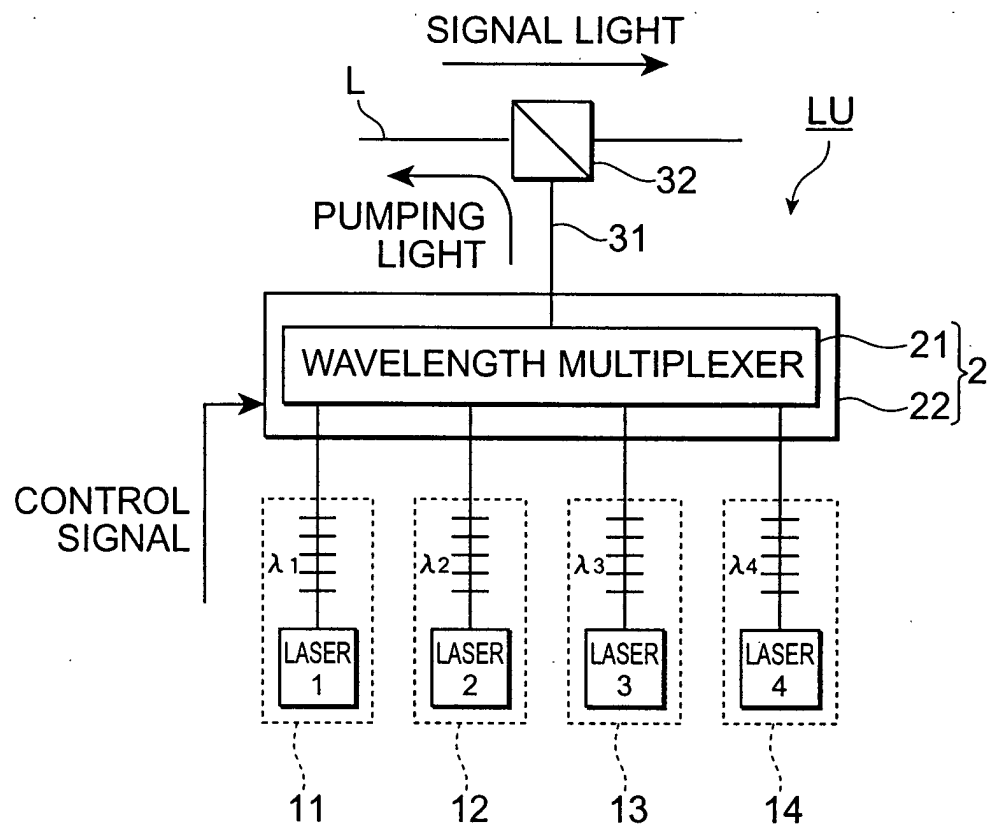 SIGNAL LIGHT
L
LU
32
PUMPING
LIGHT
31
WAVELENGTH MULTIPLEXER
21
22
2
CONTROL
SIGNAL
λ1
λ2
λ3
λ4
LASER
1
LASER
2
LASER
3
LASER
4
11
12
13
14